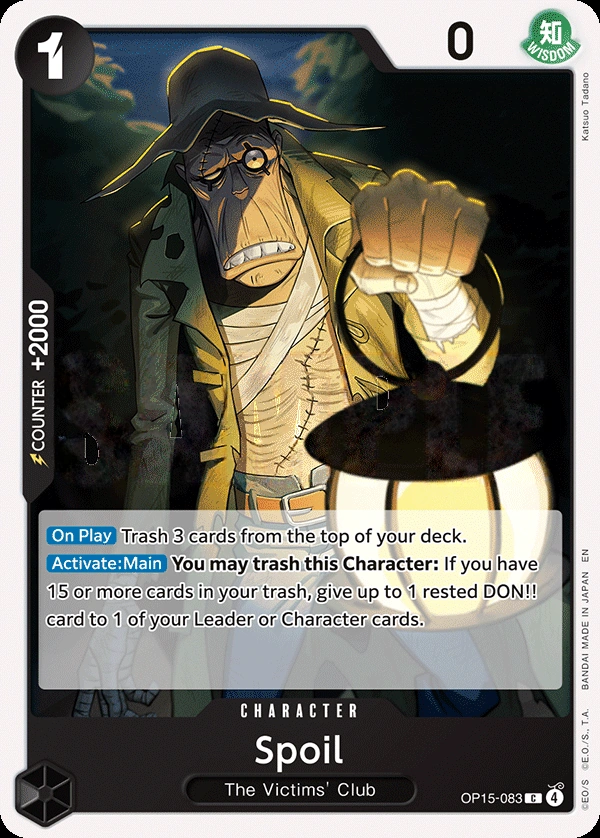 1
0
知
WISDOM
Katsuo Tadano
COUNTER +2000
On Play Trash 3 cards from the top of your deck.
Activate:Main You may trash this Character: If you have
15 or more cards in your trash, give up to 1 rested DON!!
card to 1 of your Leader or Character cards.
CHARACTER
Spoil
The Victims' Club
OP15-083 C 4
©EO/S ©E.O./S., T.A. BANDAI MADE IN JAPAN EN